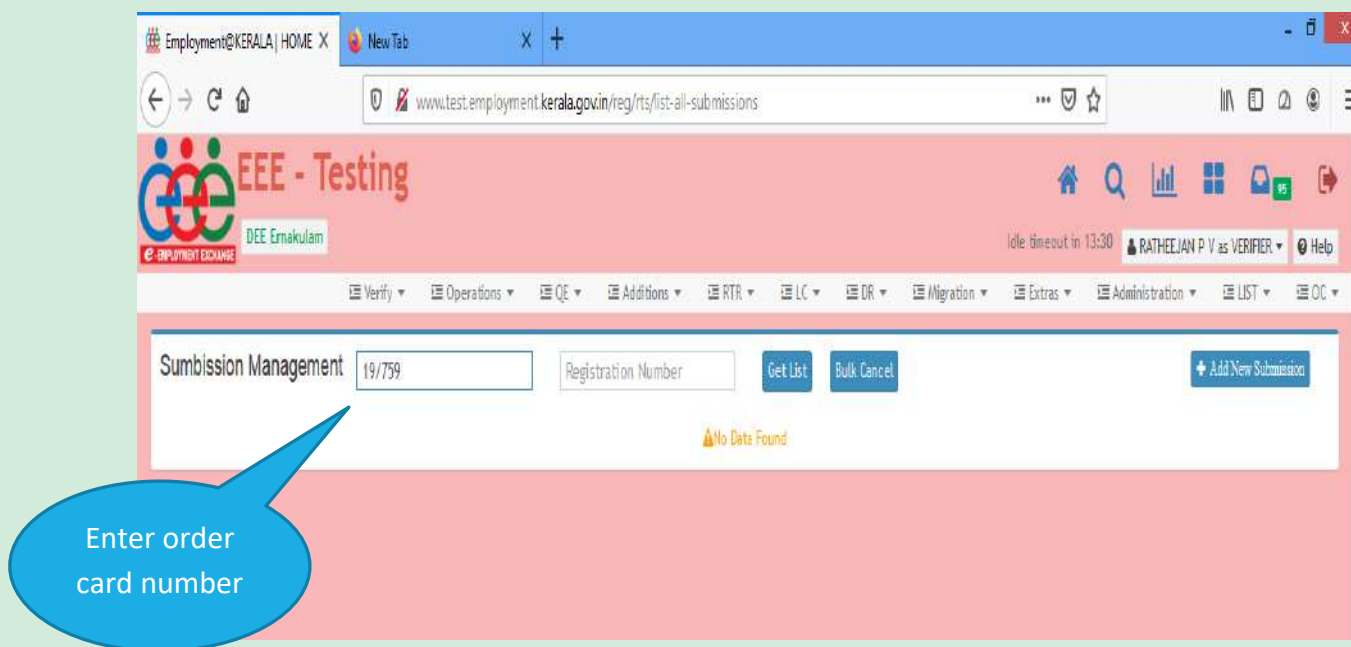 Employment@KERALA | HOME X New Tab X +
www.test.employment.kerala.gov.in/reg/rts/list-all-submissions
EEE - Testing
95
DEE Ernakulam
e-EMPLOYMENT EXCHANGE
Idle timeout in 13:30 RATHEEJAN P V as VERIFIER Help
Verify Operations QE Additions RTR LC DR Migration Extras Administration LIST OC
Sumbission Management 19/759 Registration Number Get List Bulk Cancel + Add New Submission
No Data Found
Enter order
card number